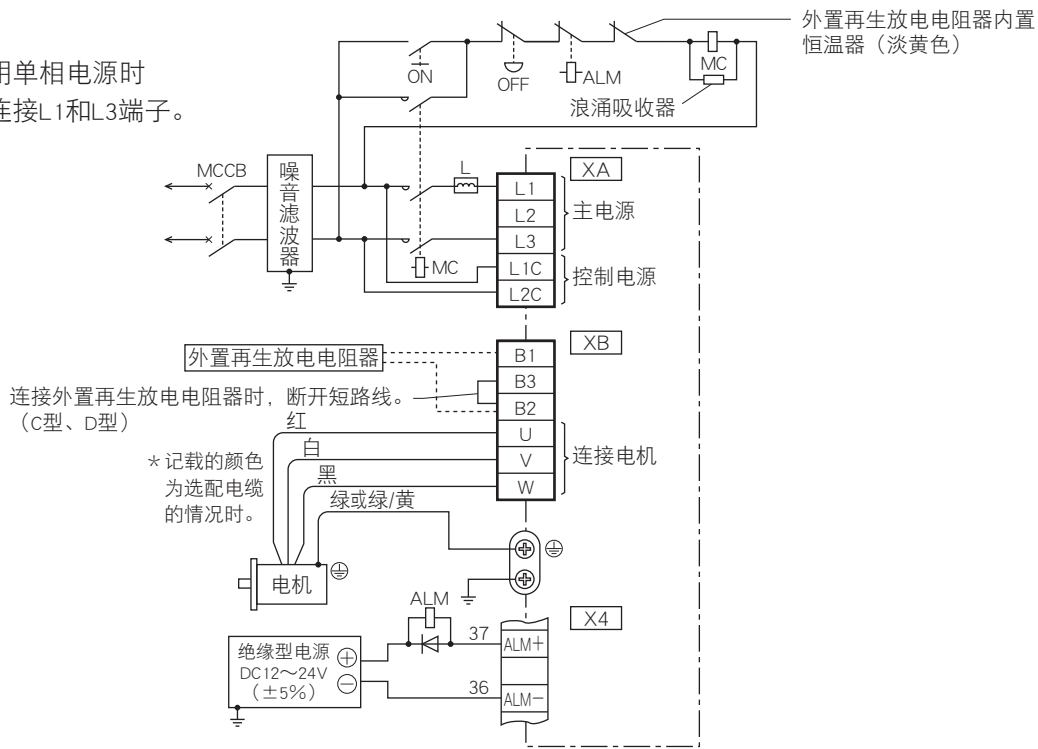 外置再生放电电阻器内置
恒温器（淡黄色）
用单相电源时
连接L1和L3端子。
ON
OFF
ALM
MC
浪涌吸收器
MCCB
噪音滤波器
L
XA
L1
L2
L3
主电源
MC
L1C
L2C
控制电源
外置再生放电电阻器
XB
B1
B3
B2
连接外置再生放电电阻器时，断开短路线。
（C型、D型）
红
白
黑
绿或绿/黄
＊记载的颜色
为选配电缆
的情况时。
U
V
W
连接电机
电机
ALM
X4
绝缘型电源
DC12～24V
（±5%）
37
ALM+
36
ALM−